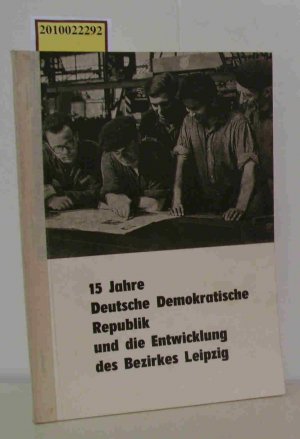 2010022292
15 Jahre
Deutsche Demokratische
Republik
und die Entwicklung
des Bezirkes Leipzig